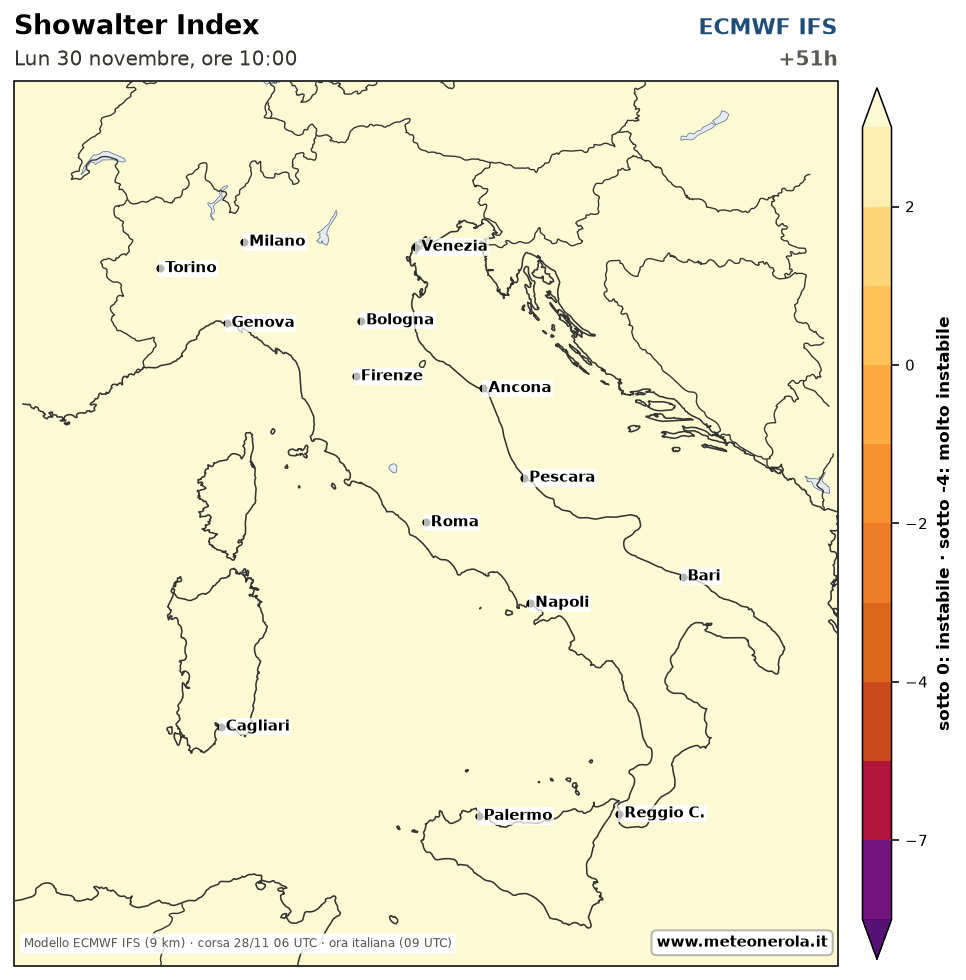 Showalter Index
ECMWF IFS
Lun 30 novembre, ore 10:00
+51h
Milano
Venezia
Torino
Genova
Bologna
Firenze
Ancona
Pescara
Roma
Bari
Napoli
Cagliari
Palermo
Reggio C.
2
0
−2
−4
−7
sotto 0: instabile · sotto -4: molto instabile
Modello ECMWF IFS (9 km) · corsa 28/11 06 UTC · ora italiana (09 UTC)
www.meteonerola.it